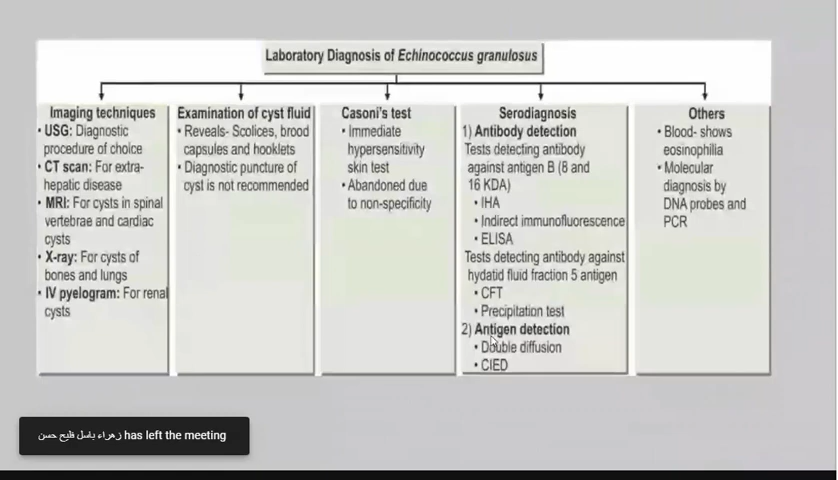 Laboratory Diagnosis of Echinococcus granulosus
Imaging techniques
• USG: Diagnostic
procedure of choice
• CT scan: For extra-
hepatic disease
• MRI: For cysts in spinal
vertebrae and cardiac
cysts
• X-ray: For cysts of
bones and lungs
• IV pyelogram: For renal
cysts
Examination of cyst fluid
• Reveals- Scolices, brood
capsules and hooklets
• Diagnostic puncture of
cyst is not recommended
Casoni's test
• Immediate
hypersensitivity
skin test
• Abandoned due
to non-specificity
Serodiagnosis
1) Antibody detection
Tests detecting antibody
against antigen B (8 and
16 KDA)
• IHA
• Indirect immunofluorescence
• ELISA
Tests detecting antibody against
hydatid fluid fraction 5 antigen
• CFT
• Precipitation test
2) Antigen detection
• Double diffusion
• CIED
Others
• Blood- shows
eosinophilia
• Molecular
diagnosis by
DNA probes and
PCR
زهراء باسل فليح حسن has left the meeting